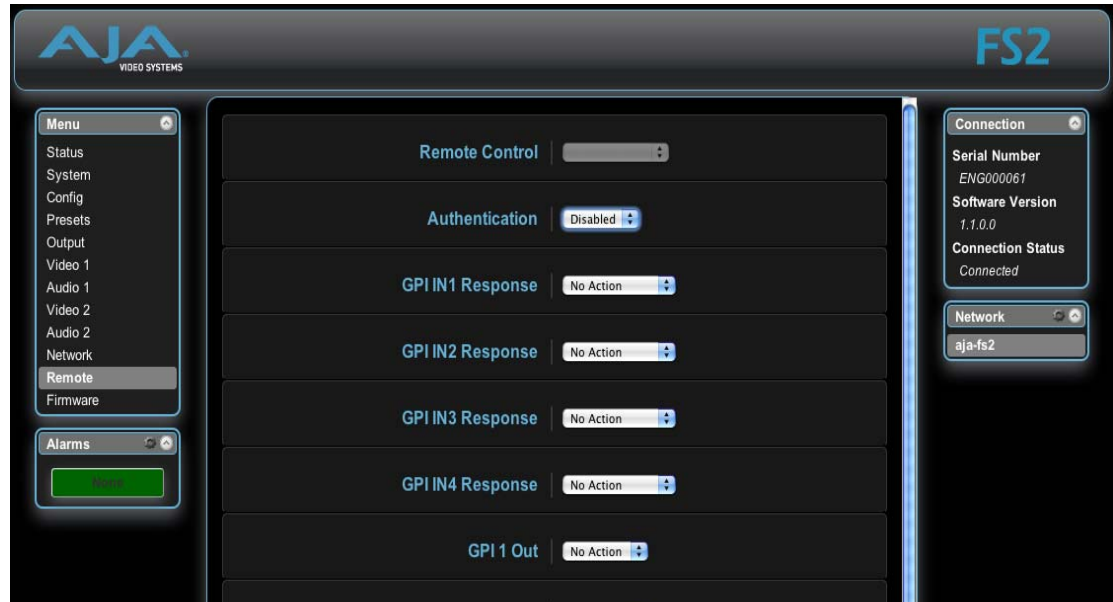 AJA
VIDEO SYSTEMS
FS2
Menu
Status
System
Config
Presets
Output
Video 1
Audio 1
Video 2
Audio 2
Network
Remote
Firmware
Alarms
None
Remote Control
Authentication Disabled
GPI IN1 Response No Action
GPI IN2 Response No Action
GPI IN3 Response No Action
GPI IN4 Response No Action
GPI 1 Out No Action
Connection
Serial Number
ENG000061
Software Version
1.1.0.0
Connection Status
Connected
Network
aja-fs2